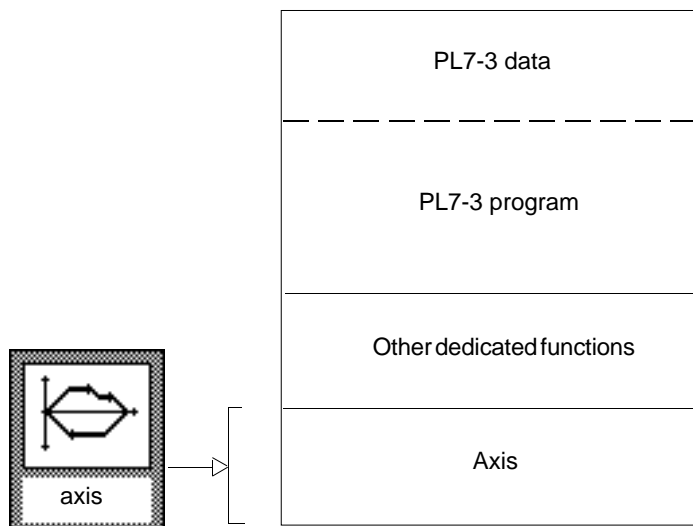 PL7-3 data
PL7-3 program
Other dedicated functions
Axis
axis